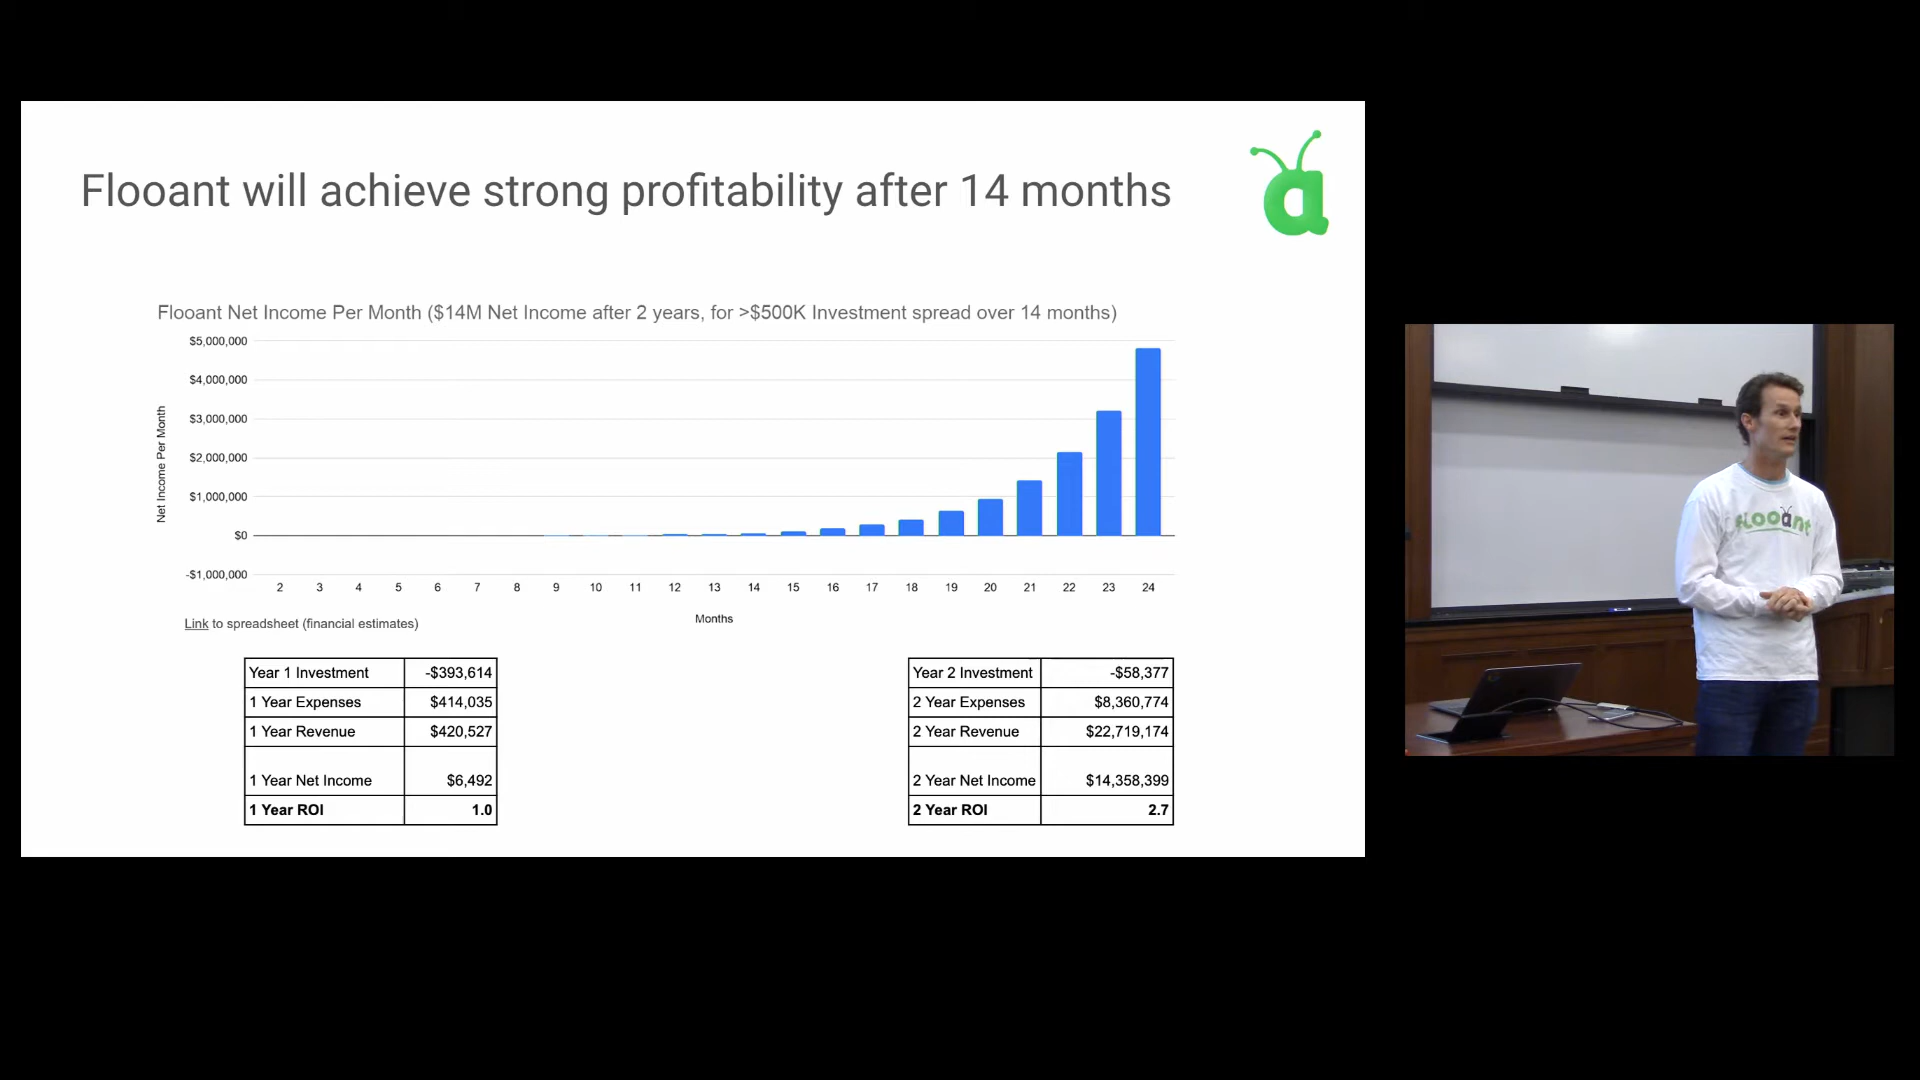 Flooant will achieve strong profitability after 14 months
a
Flooant Net Income Per Month ($14M Net Income after 2 years, for >$500K Investment spread over 14 months)
Net Income Per Month
$5,000,000
$4,000,000
$3,000,000
$2,000,000
$1,000,000
$0
-$1,000,000
2 3 4 5 6 7 8 9 10 11 12 13 14 15 16 17 18 19 20 21 22 23 24
Months
Link to spreadsheet (financial estimates)
Year 1 Investment -$393,614
1 Year Expenses $414,035
1 Year Revenue $420,527
1 Year Net Income $6,492
1 Year ROI 1.0
Year 2 Investment -$58,377
2 Year Expenses $8,360,774
2 Year Revenue $22,719,174
2 Year Net Income $14,358,399
2 Year ROI 2.7
Flooant